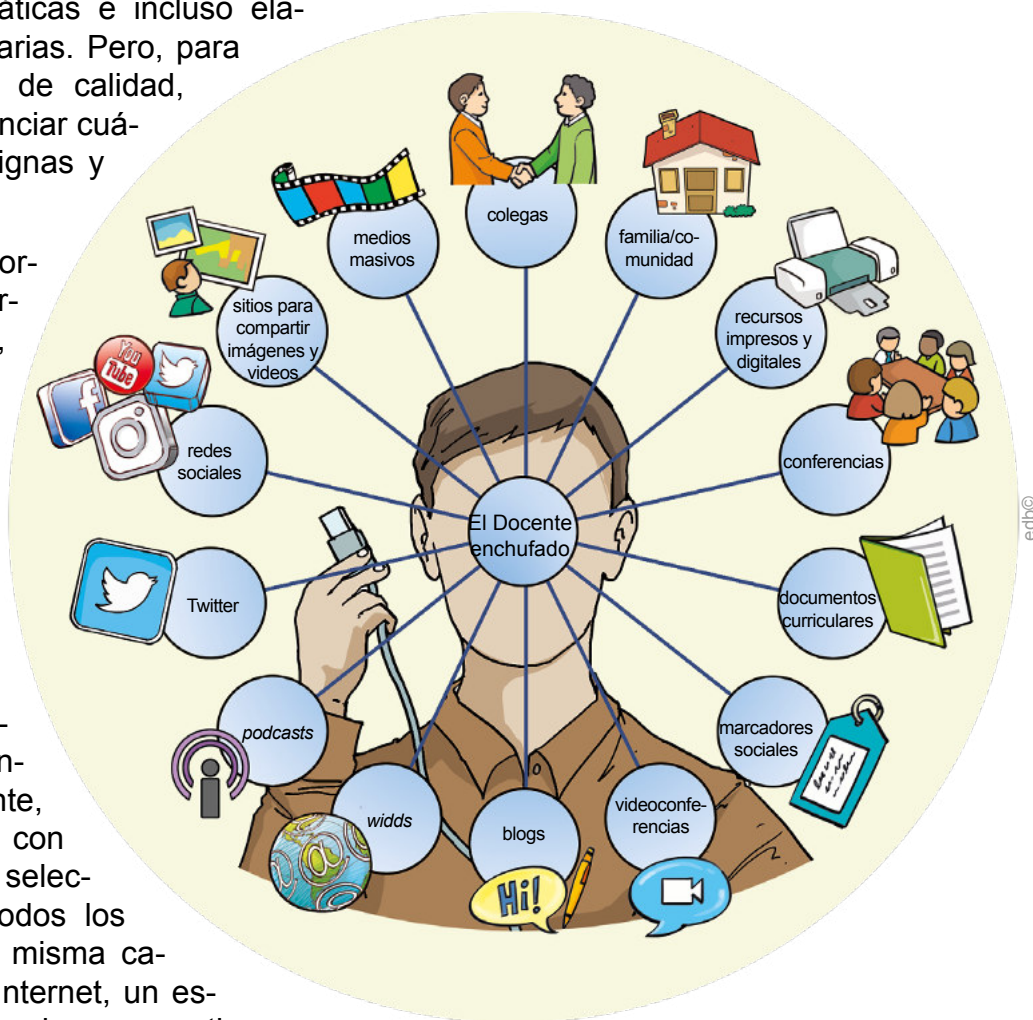 áticas e incluso ela-
arias. Pero, para
de calidad,
nciar cuá-
ignas y
or-
r-
,
-
n-
nte,
con
selec-
odos los
misma ca-
nternet, un es-
colegas
familia/co-
munidad
recursos
impresos y
digitales
conferencias
documentos
curriculares
marcadores
sociales
videoconfe-
rencias
blogs
widds
podcasts
Twitter
redes
sociales
sitios para
compartir
imágenes y
videos
medios
masivos
El Docente
enchufado
You
Tube
f
Hi!
@
edb©